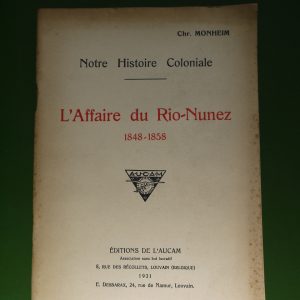 Chr. MONHEIM
Notre Histoire Coloniale
L'Affaire du Rio-Nunez
1848-1858
AUCAM
ÉDITIONS DE L'AUCAM
Association sans but lucratif
8, RUE DES RÉCOLLETS, LOUVAIN (BELGIQUE)
1931
E. DESBARAX, 24, rue de Namur, Louvain.